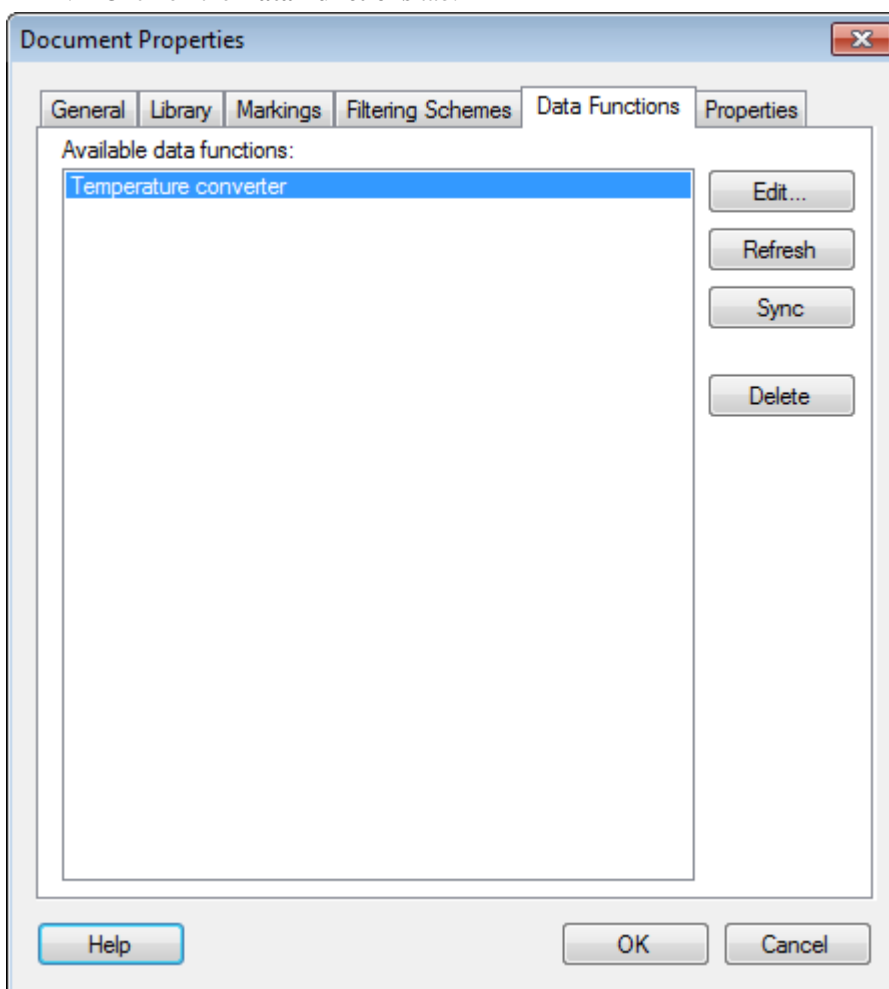 Document Properties
General Library Markings Filtering Schemes Data Functions Properties
Available data functions:
Temperature converter
Edit...
Refresh
Sync
Delete
Help OK Cancel